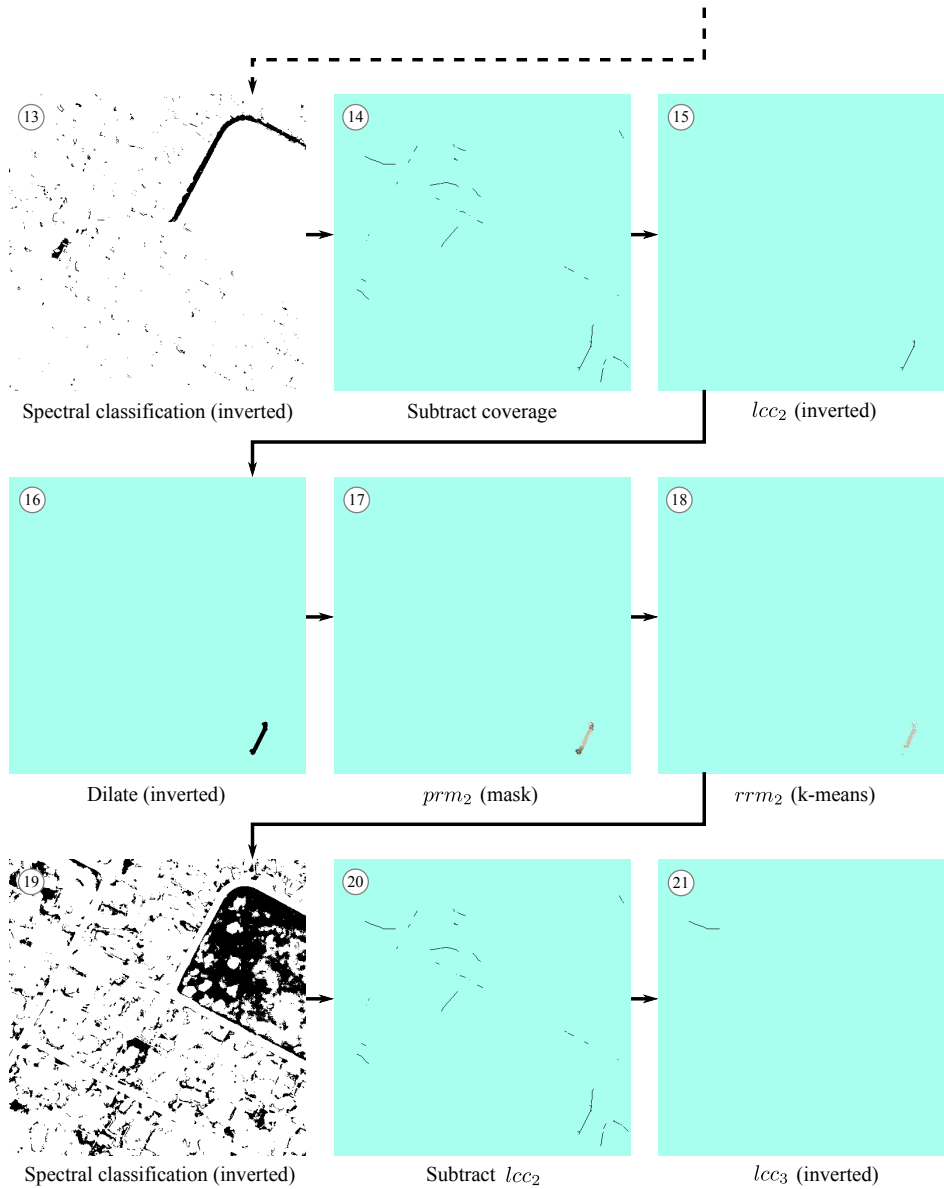 13
14
15
Spectral classification (inverted)
Subtract coverage
lcc₂ (inverted)
16
17
18
Dilate (inverted)
prm₂ (mask)
rrm₂ (k-means)
19
20
21
Spectral classification (inverted)
Subtract lcc₂
lcc₃ (inverted)